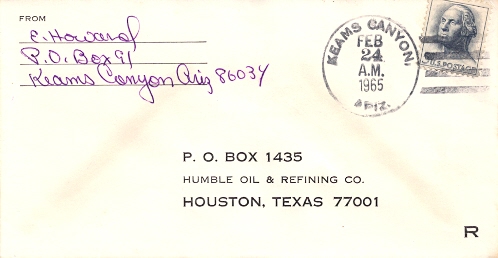 FROM
E. Howard
P.O. Box 91
Keams Canyon Ariz 86034
KEAMS CANYON,
FEB
24
A.M.
1965
ARIZ.
U.S. POSTAGE
P. O. BOX 1435
HUMBLE OIL & REFINING CO.
HOUSTON, TEXAS 77001
R